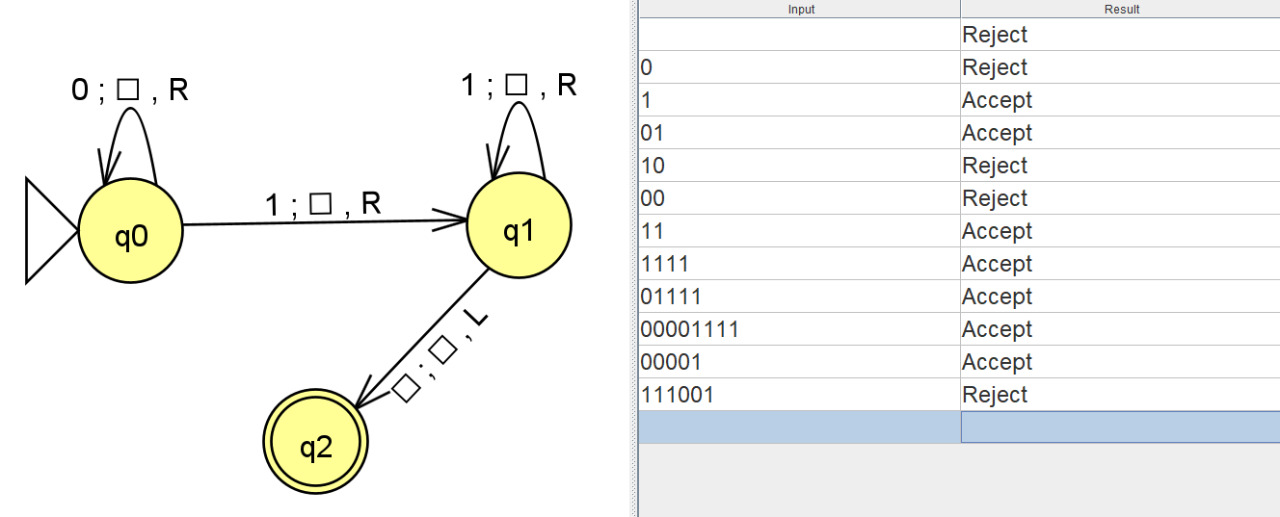 0 ; □ , R
1 ; □ , R
1 ; □ , R
q0
q1
□ ; □ , L
q2
Input Result
Reject
0 Reject
1 Accept
01 Accept
10 Reject
00 Reject
11 Accept
1111 Accept
01111 Accept
00001111 Accept
00001 Accept
111001 Reject